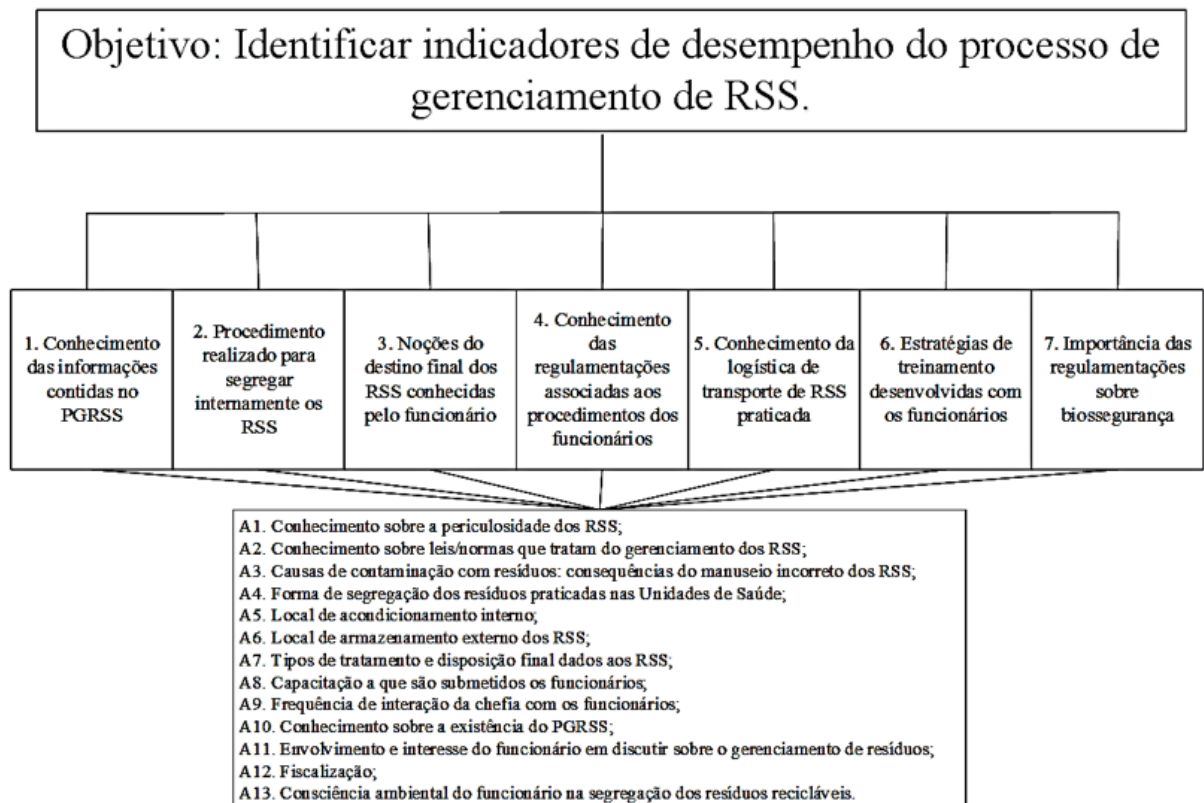 Objetivo: Identificar indicadores de desempenho do processo de
gerenciamento de RSS.
1. Conhecimento
das informações
contidas no
PGRSS
2. Procedimento
realizado para
segregar
internamente os
RSS
3. Noções do
destino final dos
RSS conhecidas
pelo funcionário
4. Conhecimento
das
regulamentações
associadas aos
procedimentos dos
funcionários
5. Conhecimento da
logística de
transporte de RSS
praticada
6. Estratégias de
treinamento
desenvolvidas com
os funcionários
7. Importância das
regulamentações
sobre
biossegurança
A1. Conhecimento sobre a periculosidade dos RSS;
A2. Conhecimento sobre leis/normas que tratam do gerenciamento dos RSS;
A3. Causas de contaminação com resíduos: consequências do manuseio incorreto dos RSS;
A4. Forma de segregação dos resíduos praticadas nas Unidades de Saúde;
A5. Local de acondicionamento interno;
A6. Local de armazenamento externo dos RSS;
A7. Tipos de tratamento e disposição final dados aos RSS;
A8. Capacitação a que são submetidos os funcionários;
A9. Frequência de interação da chefia com os funcionários;
A10. Conhecimento sobre a existência do PGRSS;
A11. Envolvimento e interesse do funcionário em discutir sobre o gerenciamento de resíduos;
A12. Fiscalização;
A13. Consciência ambiental do funcionário na segregação dos resíduos recicláveis.